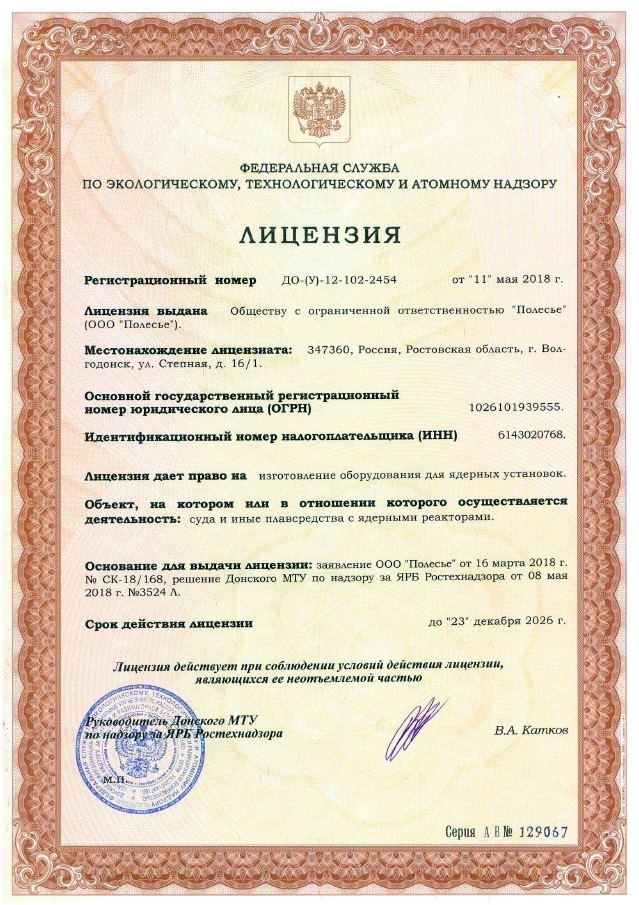 ФЕДЕРАЛЬНАЯ СЛУЖБА
ПО ЭКОЛОГИЧЕСКОМУ, ТЕХНОЛОГИЧЕСКОМУ И АТОМНОМУ НАДЗОРУ
ЛИЦЕНЗИЯ
Регистрационный номер ДО-(У)-12-102-2454 от "11" мая 2018 г.
Лицензия выдана Обществу с ограниченной ответственностью "Полесье"
(ООО "Полесье").
Местонахождение лицензиата: 347360, Россия, Ростовская область, г. Вол-
годонск, ул. Степная, д. 16/1.
Основной государственный регистрационный
номер юридического лица (ОГРН) 1026101939555.
Идентификационный номер налогоплательщика (ИНН) 6143020768.
Лицензия дает право на изготовление оборудования для ядерных установок.
Объект, на котором или в отношении которого осуществляется
деятельность: суда и иные плавсредства с ядерными реакторами.
Основание для выдачи лицензии: заявление ООО "Полесье" от 16 марта 2018 г.
№ СК-18/168, решение Донского МТУ по надзору за ЯРБ Ростехнадзора от 08 мая
2018 г. №3524 Л.
Срок действия лицензии до "23" декабря 2026 г.
Лицензия действует при соблюдении условий действия лицензии,
являющихся ее неотъемлемой частью
Руководитель Донского МТУ
по надзору за ЯРБ Ростехнадзора В.А. Катков
М.П.
Серия А В № 129067